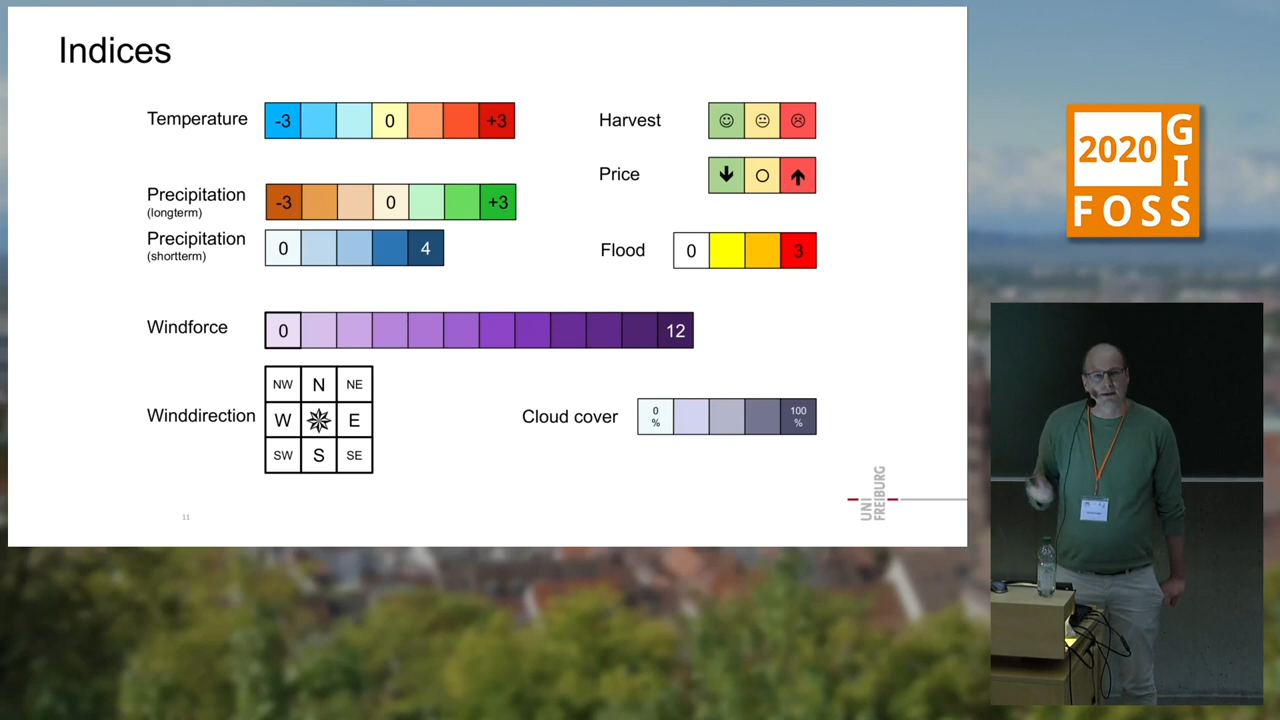 Indices
Temperature
-3 0 +3
Precipitation
(longterm)
-3 0 +3
Precipitation
(shortterm)
0 4
Windforce
0 12
Winddirection
NW N NE
W E
SW S SE
Harvest
Price
Flood
0 3
Cloud cover
0
%
100
%
11
UNI
FREIBURG
2020
GIS
FOSS